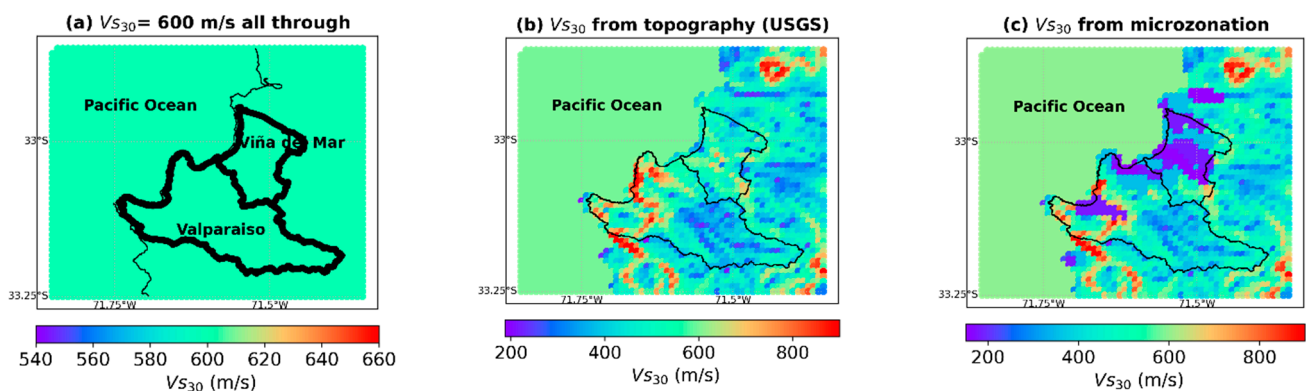 (a) Vs30= 600 m/s all through
Pacific Ocean
Viña del Mar
33°S
Valparaiso
33.25°S
71.75°W 71.5°W
540 560 580 600 620 640 660
Vs30 (m/s)
(b) Vs30 from topography (USGS)
Pacific Ocean
33°S
33.25°S
71.75°W 71.5°W
200 400 600 800
Vs30 (m/s)
(c) Vs30 from microzonation
Pacific Ocean
33°S
33.25°S
71.75°W 71.5°W
200 400 600 800
Vs30 (m/s)